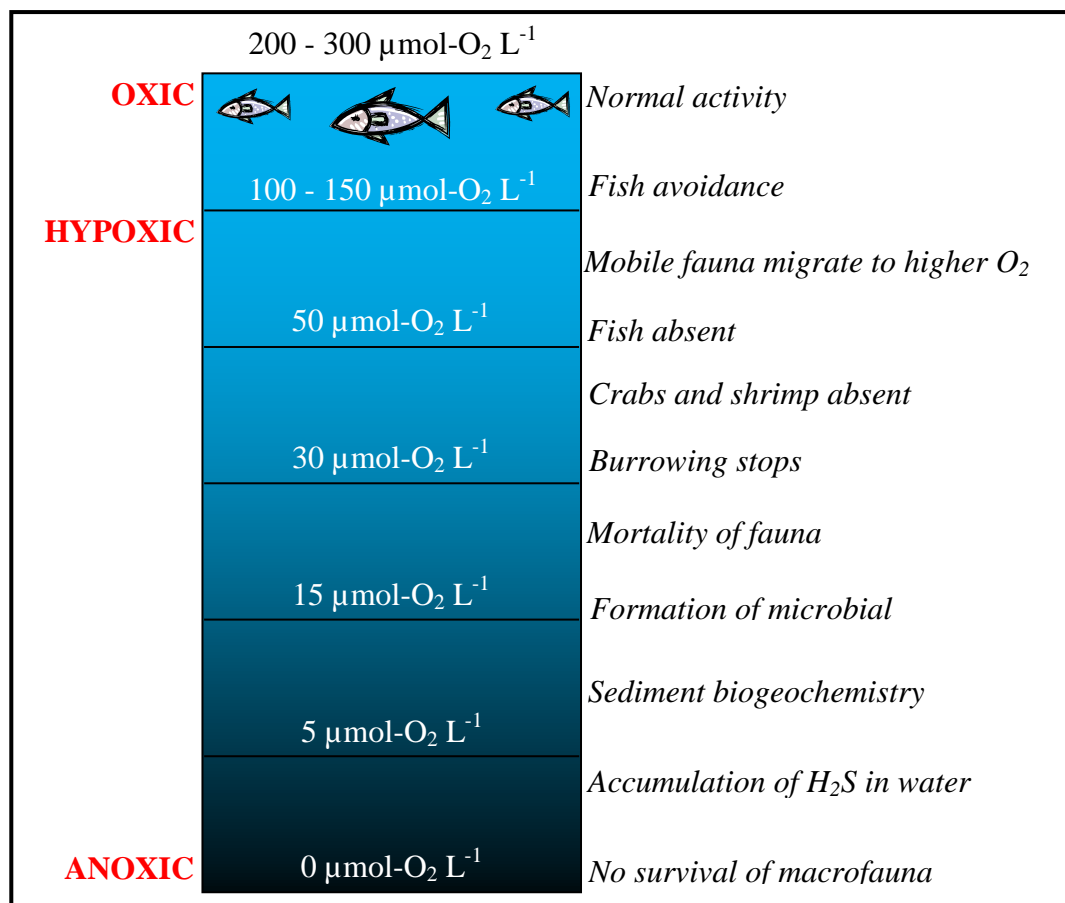 200 - 300 µmol-O₂ L⁻¹
OXIC
Normal activity
100 - 150 µmol-O₂ L⁻¹
Fish avoidance
HYPOXIC
Mobile fauna migrate to higher O₂
50 µmol-O₂ L⁻¹
Fish absent
Crabs and shrimp absent
30 µmol-O₂ L⁻¹
Burrowing stops
Mortality of fauna
15 µmol-O₂ L⁻¹
Formation of microbial
Sediment biogeochemistry
5 µmol-O₂ L⁻¹
Accumulation of H₂S in water
ANOXIC
0 µmol-O₂ L⁻¹
No survival of macrofauna